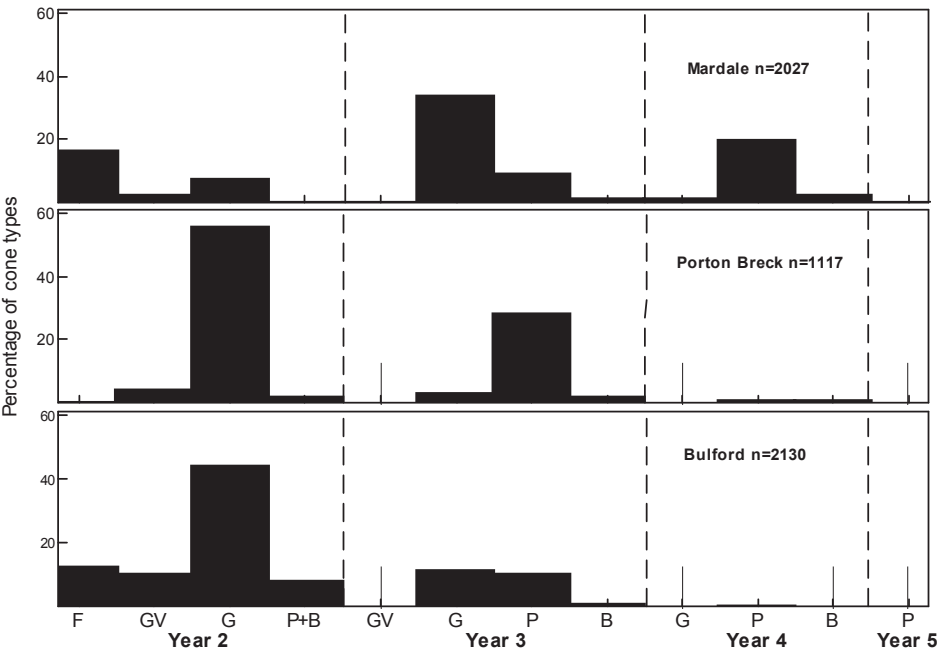 60
40
20
Mardale n=2027
60
40
20
Porton Breck n=1117
60
40
20
Bulford n=2130
Percentage of cone types
F GV G P+B GV G P B G P B P
Year 2 Year 3 Year 4 Year 5